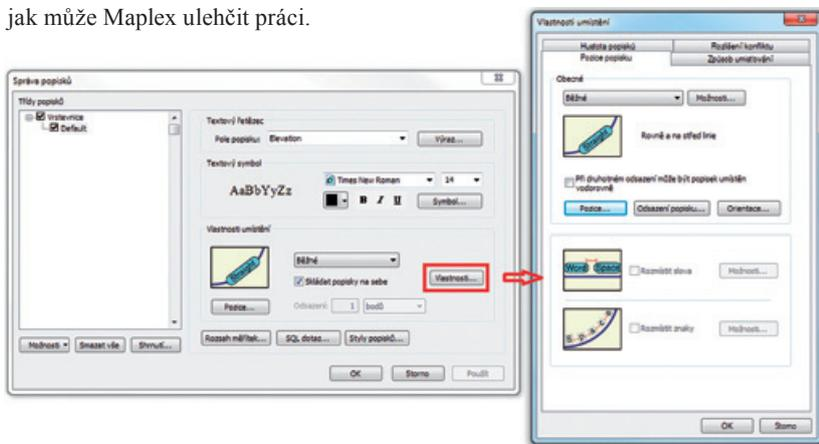 jak může Maplex ulehčit práci.
Správa popisků
Třídy popisků
Vrstevnice
Default
Textový řetězec
Pole popisku: Elevation Výraz...
Textový symbol
AaBbYyZz
Times New Roman 14
B I U Symbol...
Vlastnosti umístění
Straight
Běžné
Skládat popisky na sebe
Vlastnosti...
Pozice... Odsazení: 1 bodů
Možnosti Smazat vše Shrnutí...
Rozsah měřítek... SQL dotaz... Styly popisků...
OK Storno Použít
Vlastnosti umístění
Hustota popisků Rozlišení konfliktu
Pozice popisku Způsob umisťování
Obecné
Běžné Možnosti...
Straight
Rovně a na střed linie
Při druhotném odsazení může být popisek umístěn
vodorovně
Pozice... Odsazení popisku... Orientace...
Word Space Rozmístit slova Možnosti...
Space Rozmístit znaky Možnosti...
OK Storno